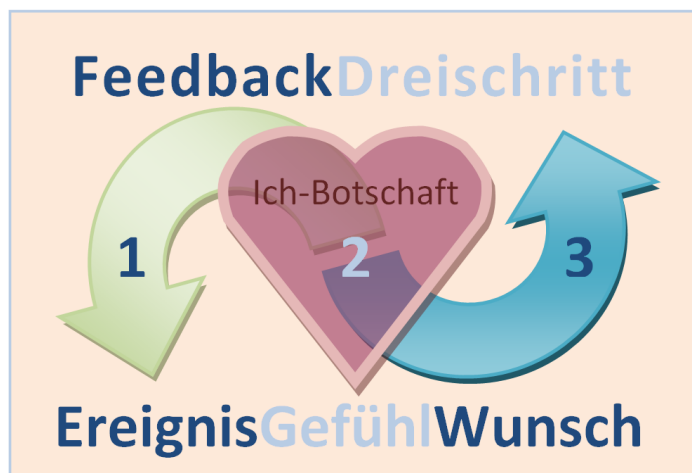 FeedbackDreischritt
Ich-Botschaft
1 2 3
EreignisGefühlWunsch